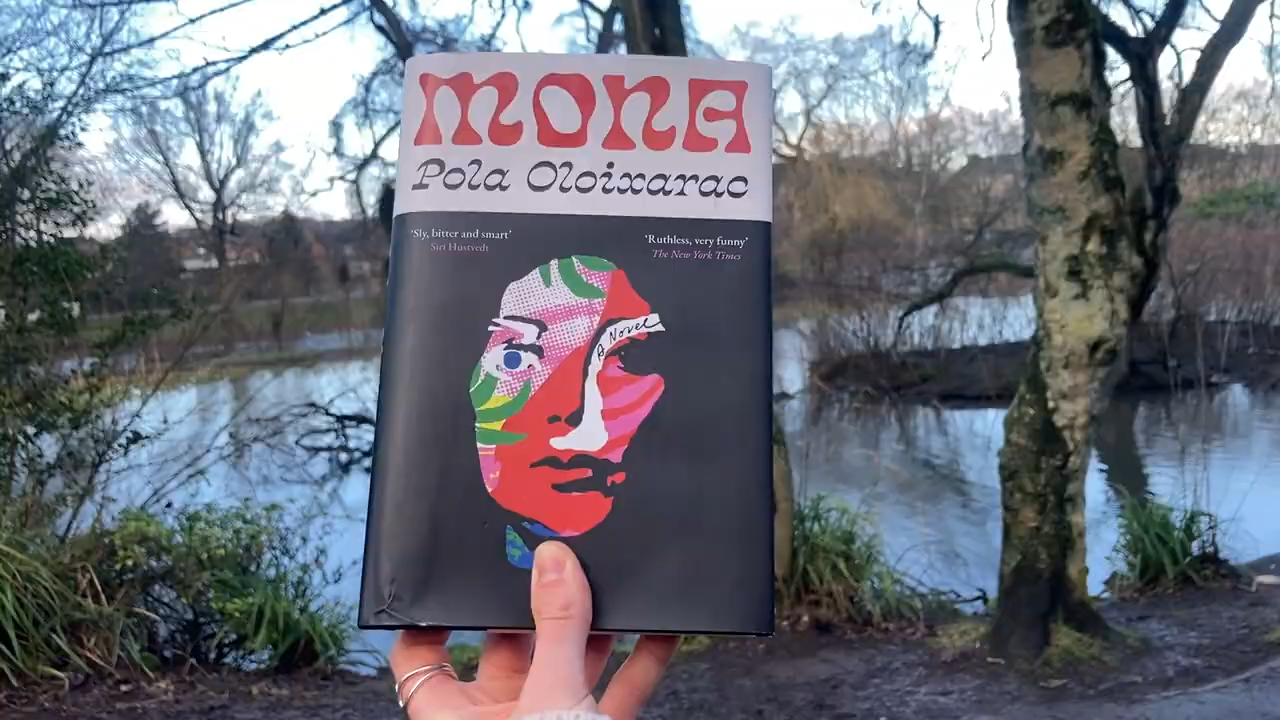 MONA
Pola Oloixarac
‘Sly, bitter and smart’
Siri Hustvedt
‘Ruthless, very funny’
The New York Times
A Novel